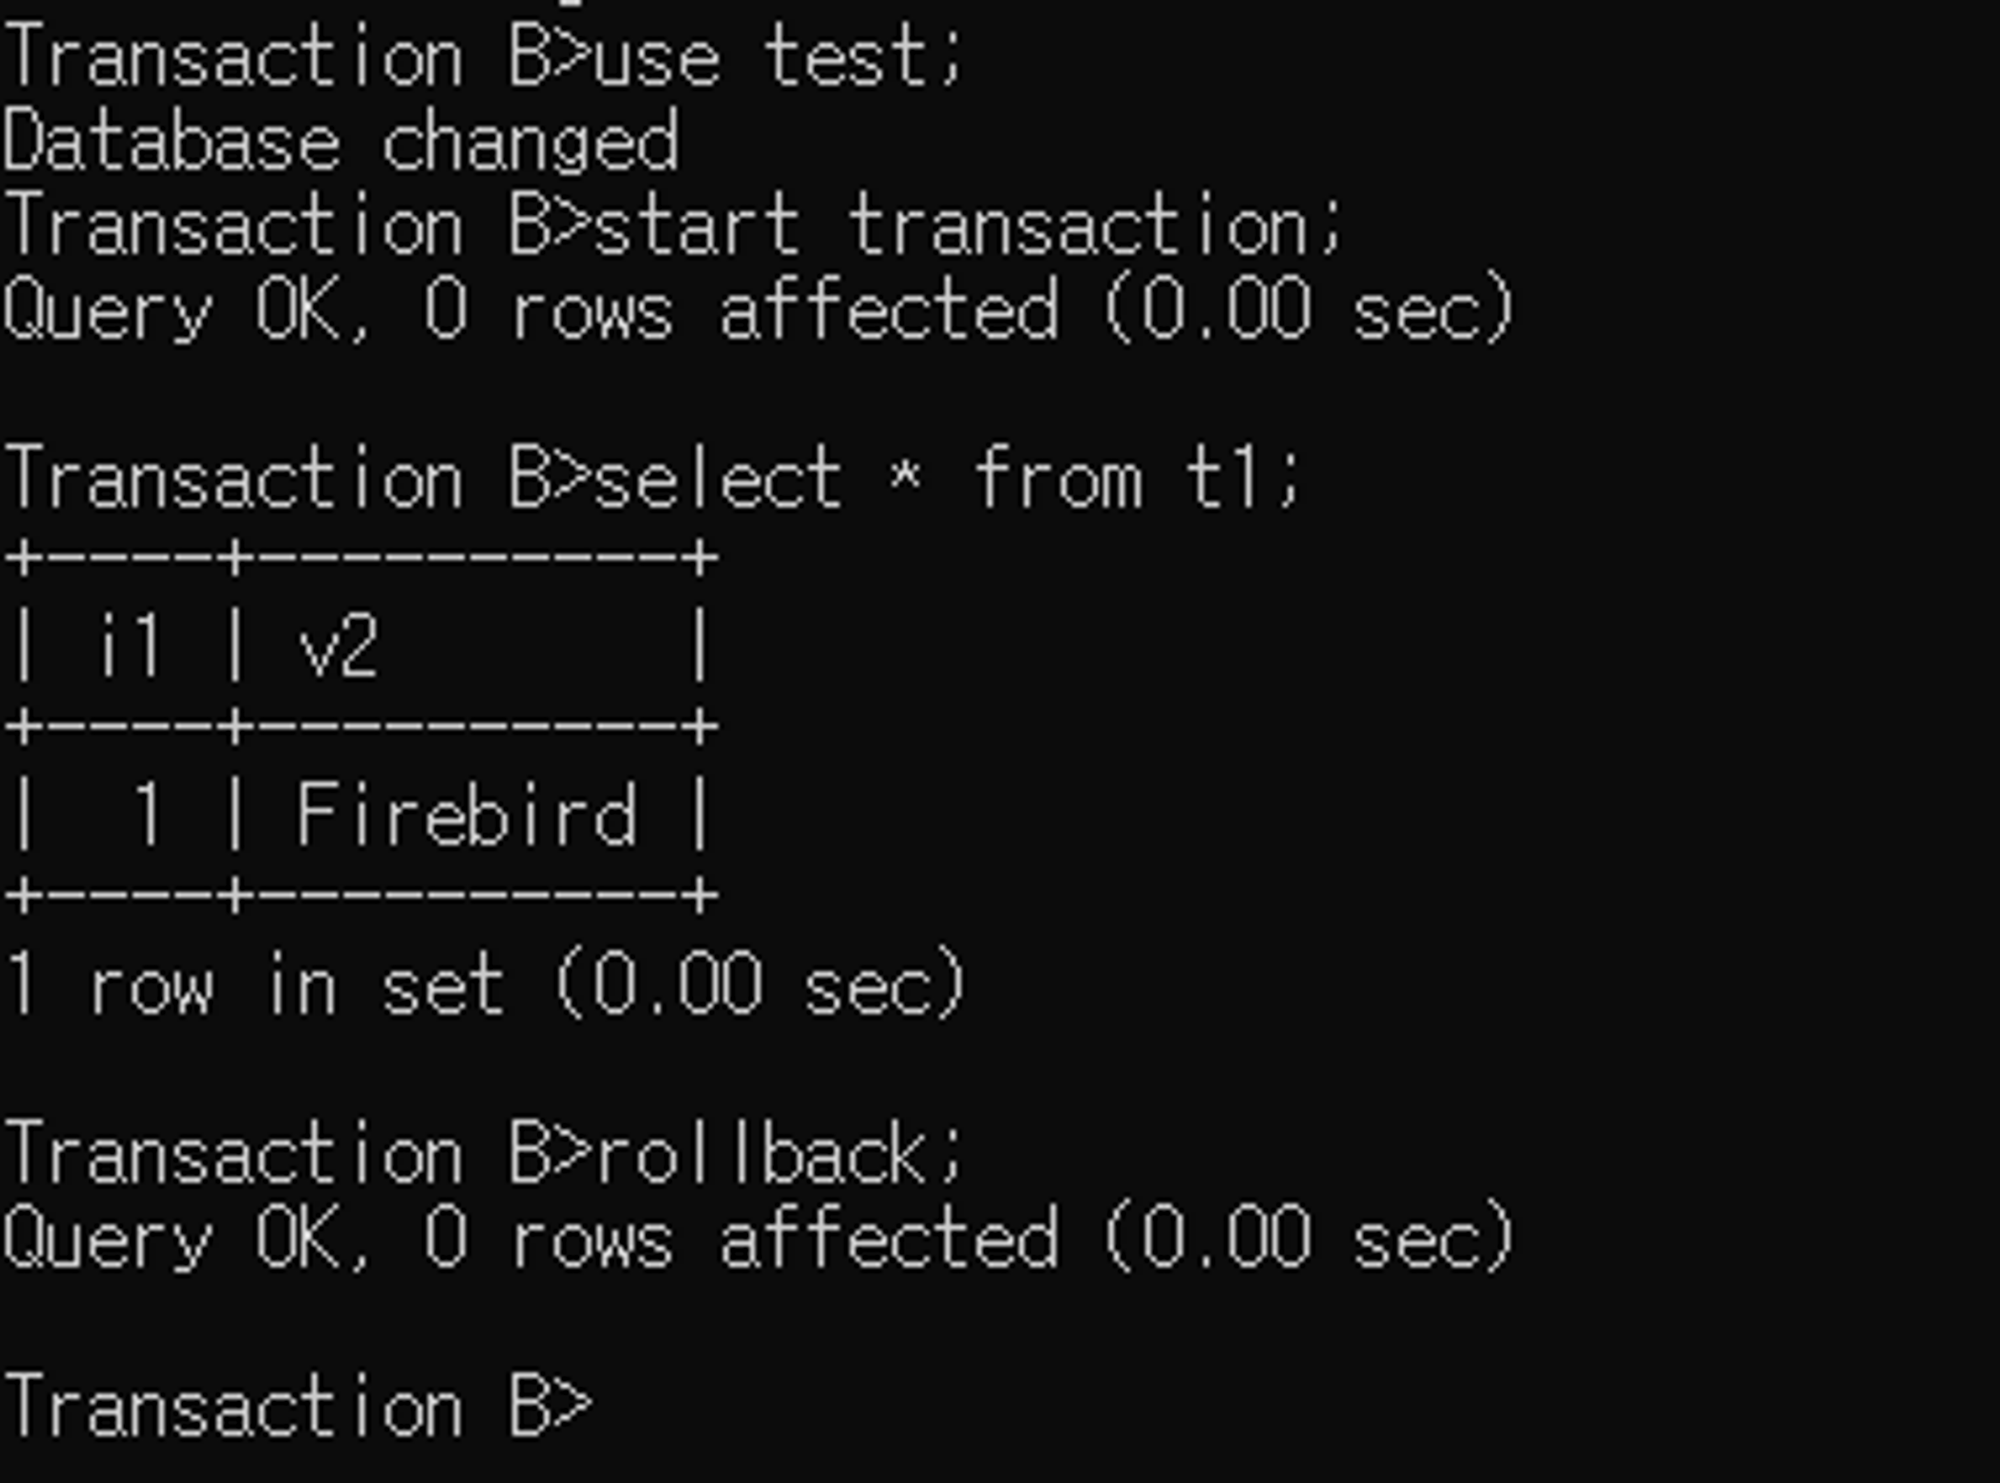 Transaction B>use test;
Database changed
Transaction B>start transaction;
Query OK, 0 rows affected (0.00 sec)
Transaction B>select * from t1;
+----+----------+
| i1 | v2       |
+----+----------+
|  1 | Firebird |
+----+----------+
1 row in set (0.00 sec)
Transaction B>rollback;
Query OK, 0 rows affected (0.00 sec)
Transaction B>